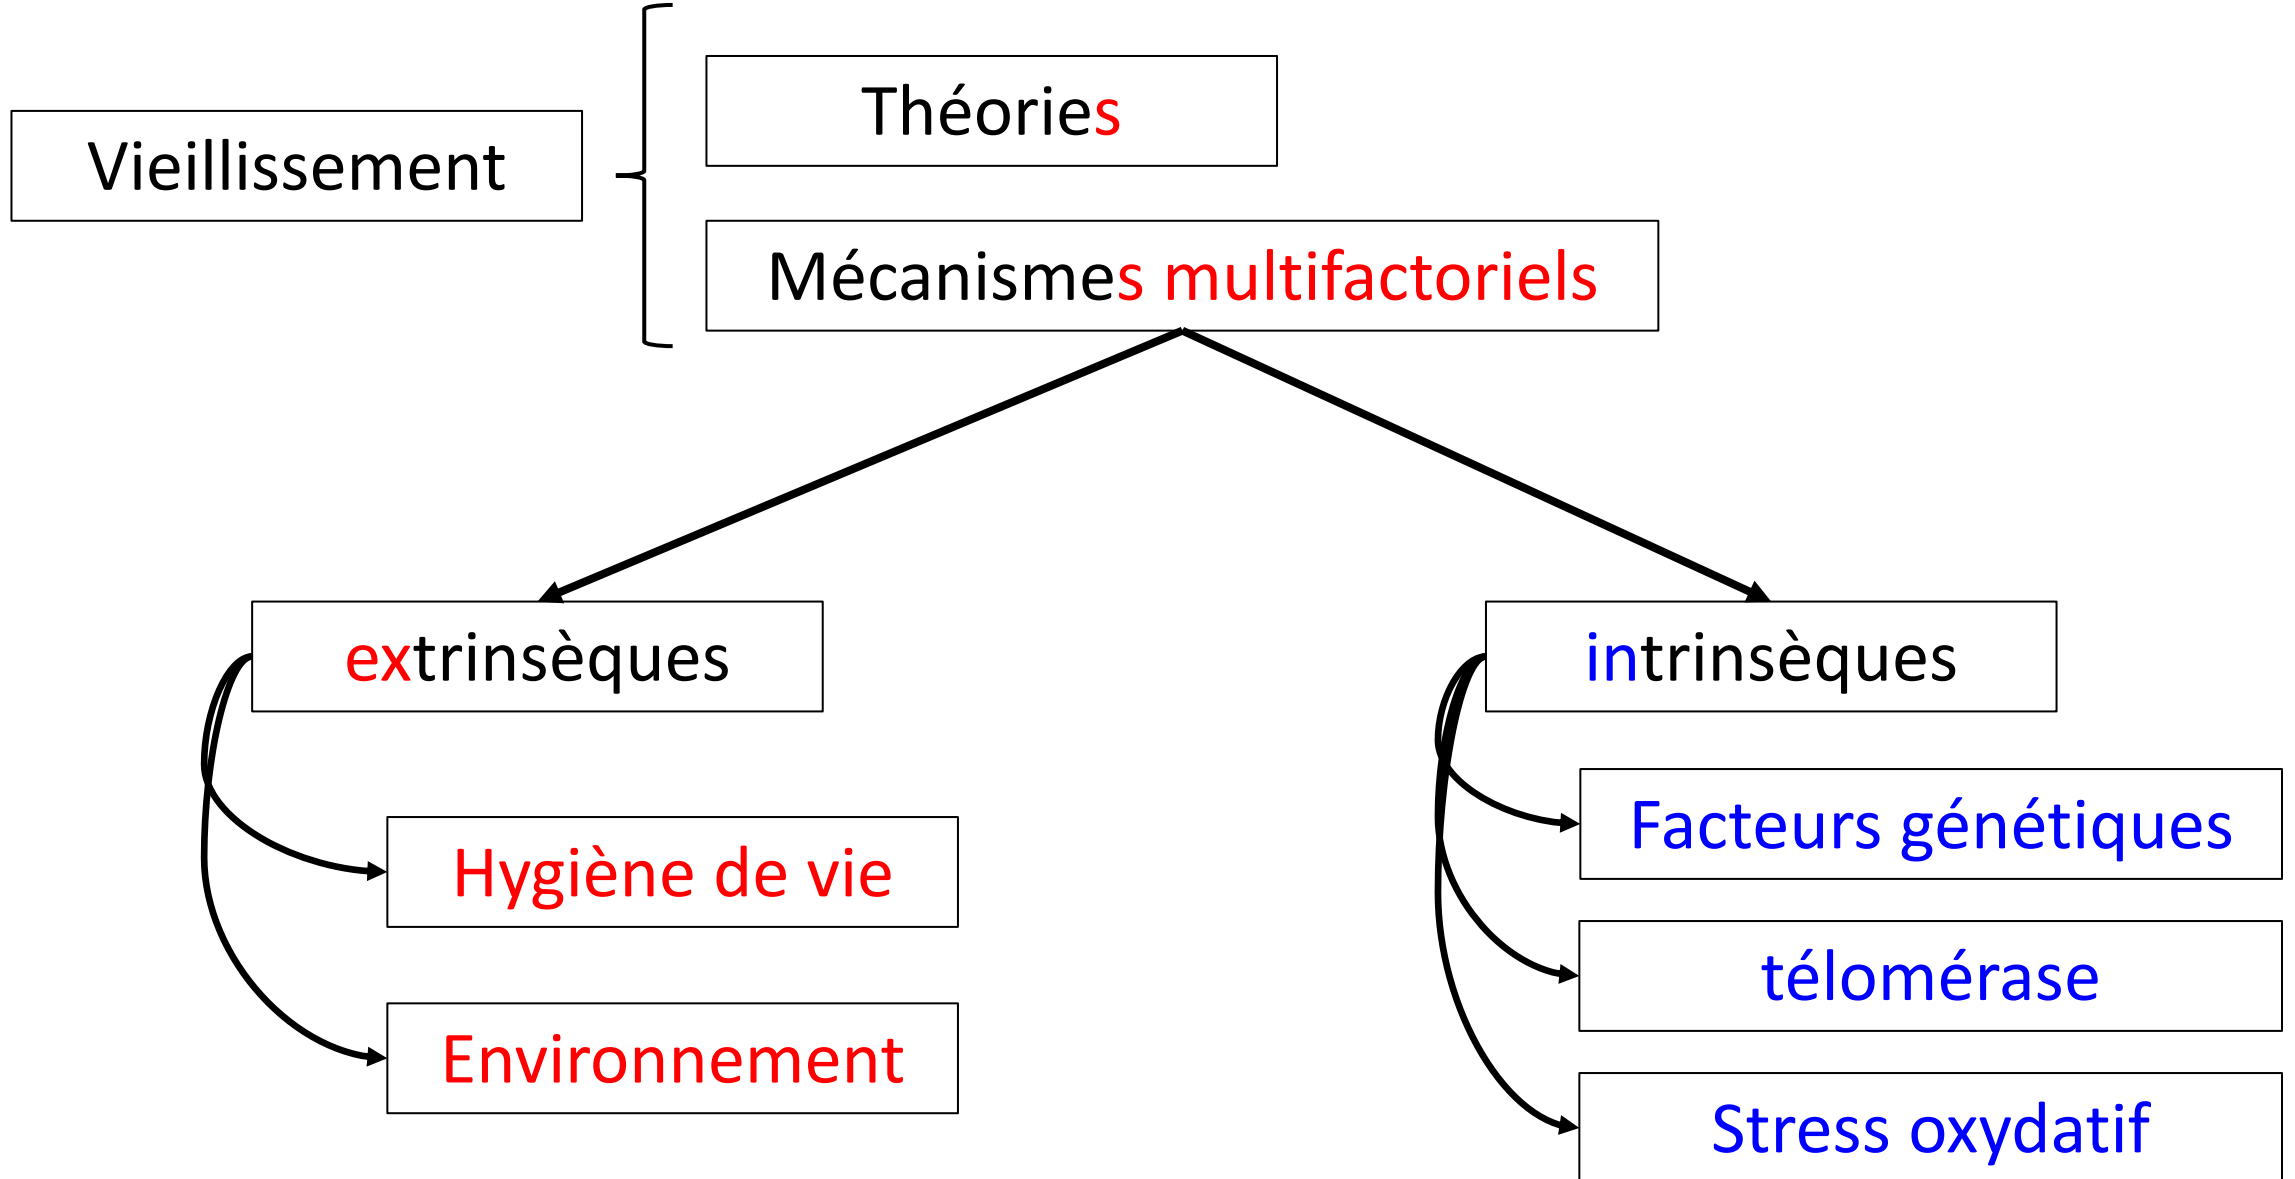 Vieillissement
Théories
Mécanismes multifactoriels
extrinsèques
Hygiène de vie
Environnement
intrinsèques
Facteurs génétiques
télomérase
Stress oxydatif